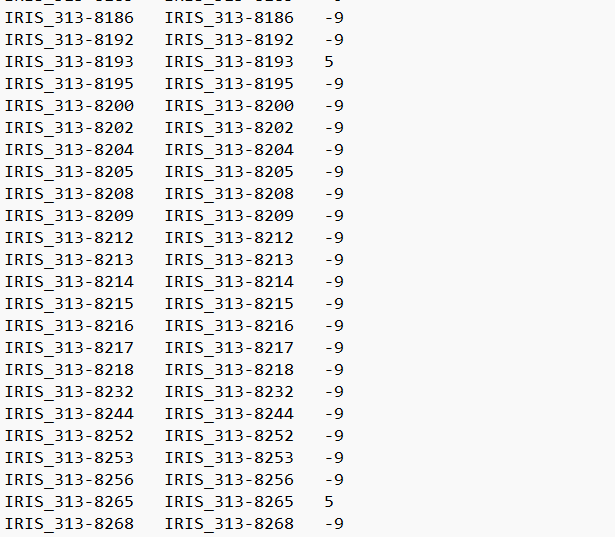 IRIS_313-8186 IRIS_313-8186 -9
IRIS_313-8192 IRIS_313-8192 -9
IRIS_313-8193 IRIS_313-8193 5
IRIS_313-8195 IRIS_313-8195 -9
IRIS_313-8200 IRIS_313-8200 -9
IRIS_313-8202 IRIS_313-8202 -9
IRIS_313-8204 IRIS_313-8204 -9
IRIS_313-8205 IRIS_313-8205 -9
IRIS_313-8208 IRIS_313-8208 -9
IRIS_313-8209 IRIS_313-8209 -9
IRIS_313-8212 IRIS_313-8212 -9
IRIS_313-8213 IRIS_313-8213 -9
IRIS_313-8214 IRIS_313-8214 -9
IRIS_313-8215 IRIS_313-8215 -9
IRIS_313-8216 IRIS_313-8216 -9
IRIS_313-8217 IRIS_313-8217 -9
IRIS_313-8218 IRIS_313-8218 -9
IRIS_313-8232 IRIS_313-8232 -9
IRIS_313-8244 IRIS_313-8244 -9
IRIS_313-8252 IRIS_313-8252 -9
IRIS_313-8253 IRIS_313-8253 -9
IRIS_313-8256 IRIS_313-8256 -9
IRIS_313-8265 IRIS_313-8265 5
IRIS_313-8268 IRIS_313-8268 -9